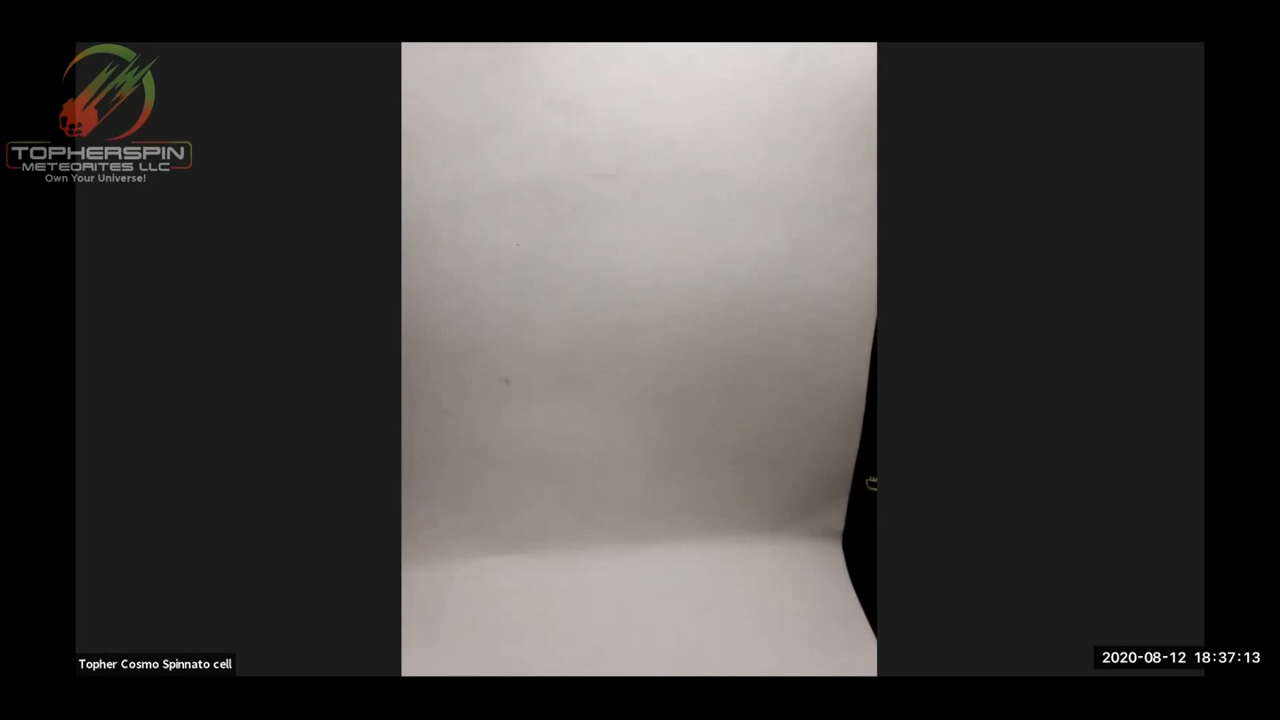 TOPHERSPIN
METEORITES LLC
Own Your Universe!
Topher Cosmo Spinnato cell
2020-08-12 18:37:13